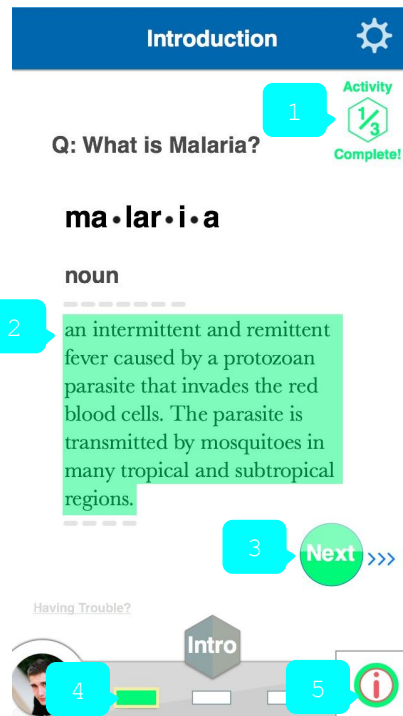 Introduction
Activity
1
1/3
Complete!
Q: What is Malaria?
ma•lar•i•a
noun
2
an intermittent and remittent
fever caused by a protozoan
parasite that invades the red
blood cells. The parasite is
transmitted by mosquitoes in
many tropical and subtropical
regions.
3
Next >>>
Having Trouble?
Intro
4
5
i